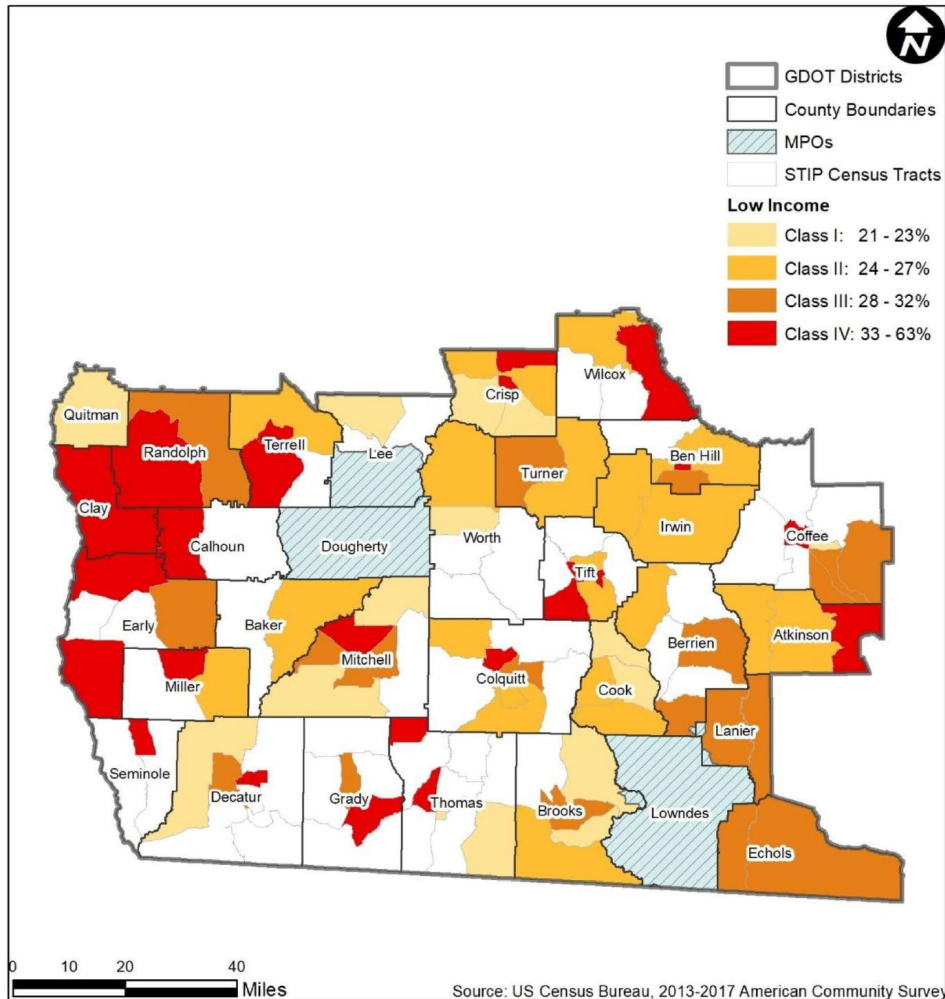 N
GDOT Districts
County Boundaries
MPOs
STIP Census Tracts
Low Income
Class I: 21 - 23%
Class II: 24 - 27%
Class III: 28 - 32%
Class IV: 33 - 63%
Wilcox
Crisp
Quitman
Terrell
Randolph
Lee
Ben Hill
Turner
Clay
Irwin
Coffee
Calhoun
Dougherty
Worth
Tift
Early
Baker
Atkinson
Mitchell
Berrien
Miller
Colquitt
Cook
Lanier
Seminole
Decatur
Grady
Thomas
Brooks
Lowndes
Echols
0 10 20 40
Miles
Source: US Census Bureau, 2013-2017 American Community Survey